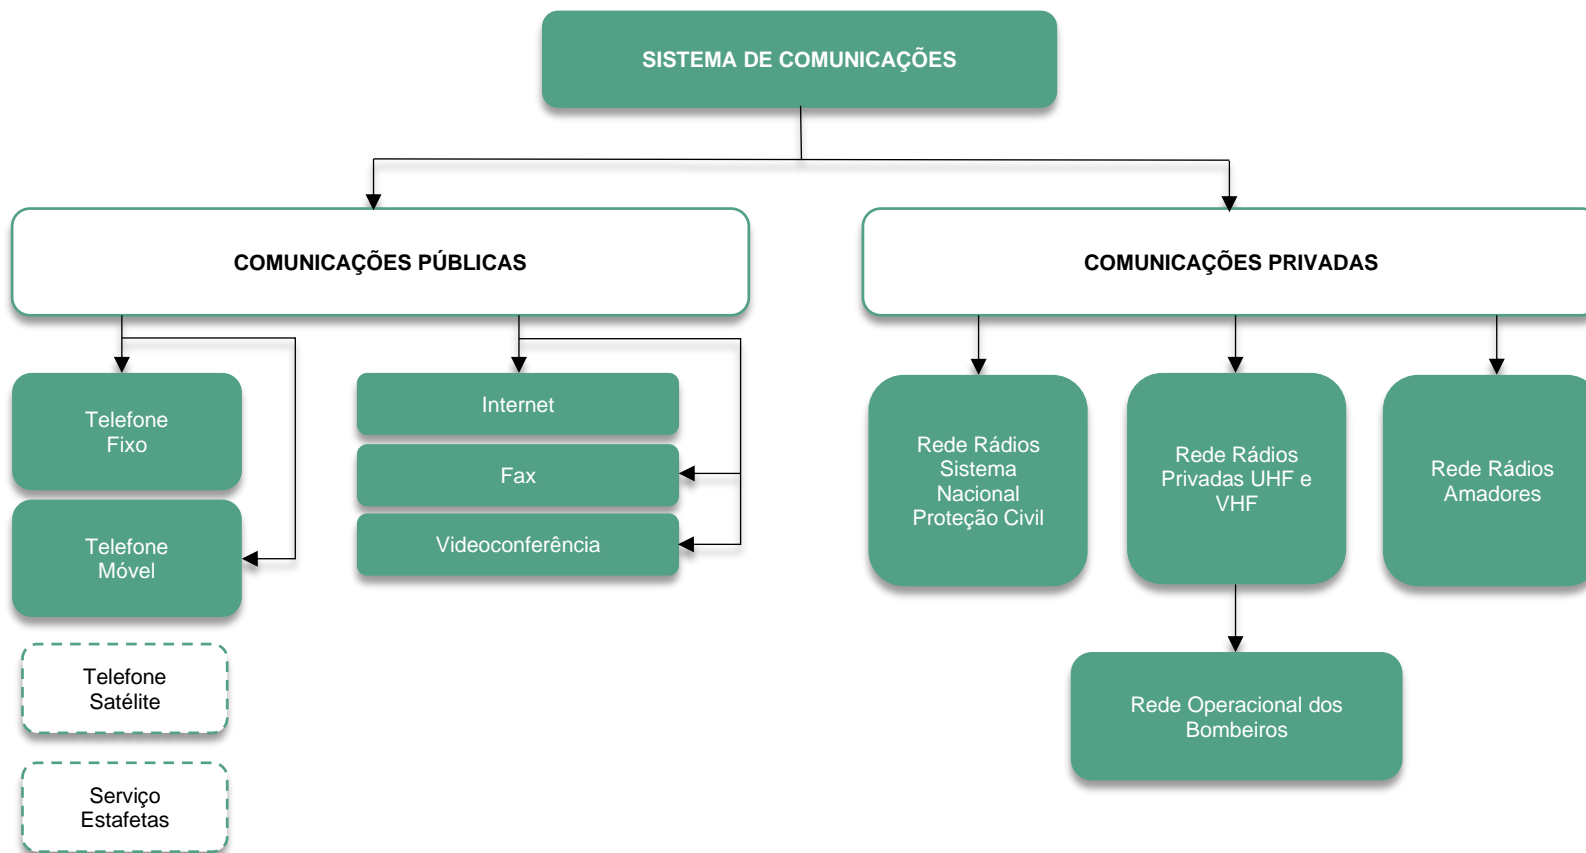 SISTEMA DE COMUNICAÇÕES
COMUNICAÇÕES PÚBLICAS
COMUNICAÇÕES PRIVADAS
Telefone
Fixo
Telefone
Móvel
Telefone
Satélite
Serviço
Estafetas
Internet
Fax
Videoconferência
Rede Rádios
Sistema
Nacional
Proteção Civil
Rede Rádios
Privadas UHF e
VHF
Rede Rádios
Amadores
Rede Operacional dos
Bombeiros